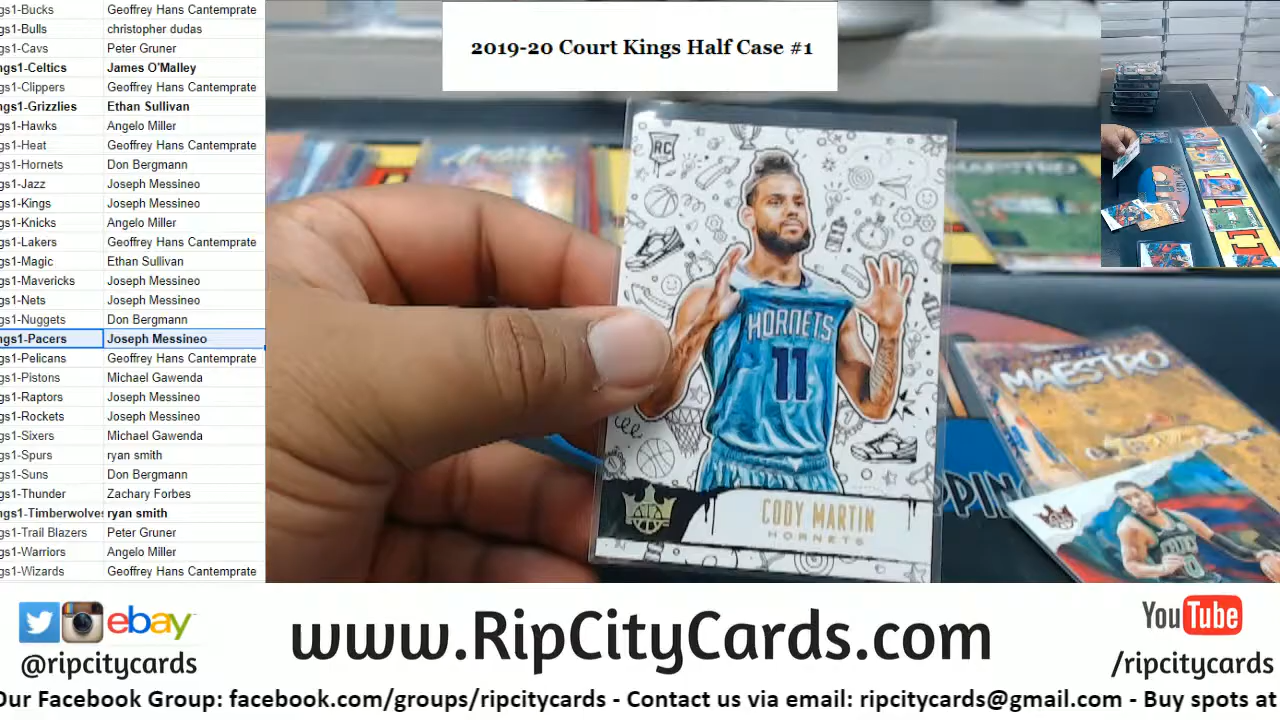 gs1-Bucks Geoffrey Hans Cantemprate
gs1-Bulls christopher dudas
gs1-Cavs Peter Gruner
ngs1-Celtics James O'Malley
gs1-Clippers Geoffrey Hans Cantemprate
ngs1-Grizzlies Ethan Sullivan
gs1-Hawks Angelo Miller
gs1-Heat Geoffrey Hans Cantemprate
gs1-Hornets Don Bergmann
gs1-Jazz Joseph Messineo
gs1-Kings Joseph Messineo
gs1-Knicks Angelo Miller
gs1-Lakers Geoffrey Hans Cantemprate
gs1-Magic Ethan Sullivan
gs1-Mavericks Joseph Messineo
gs1-Nets Joseph Messineo
gs1-Nuggets Don Bergmann
ngs1-Pacers Joseph Messineo
gs1-Pelicans Geoffrey Hans Cantemprate
gs1-Pistons Michael Gawenda
gs1-Raptors Joseph Messineo
gs1-Rockets Joseph Messineo
gs1-Sixers Michael Gawenda
gs1-Spurs ryan smith
gs1-Suns Don Bergmann
gs1-Thunder Zachary Forbes
ngs1-Timberwolves ryan smith
gs1-Trail Blazers Peter Gruner
gs1-Warriors Angelo Miller
gs1-Wizards Geoffrey Hans Cantemprate
2019-20 Court Kings Half Case #1
RC
HORNETS
11
CODY MARTIN
HORNETS
MAESTRO
MAESTRO
PPIN
ebay
@ripcitycards
www.RipCityCards.com
YouTube
/ripcitycards
Our Facebook Group: facebook.com/groups/ripcitycards - Contact us via email: ripcitycards@gmail.com - Buy spots at